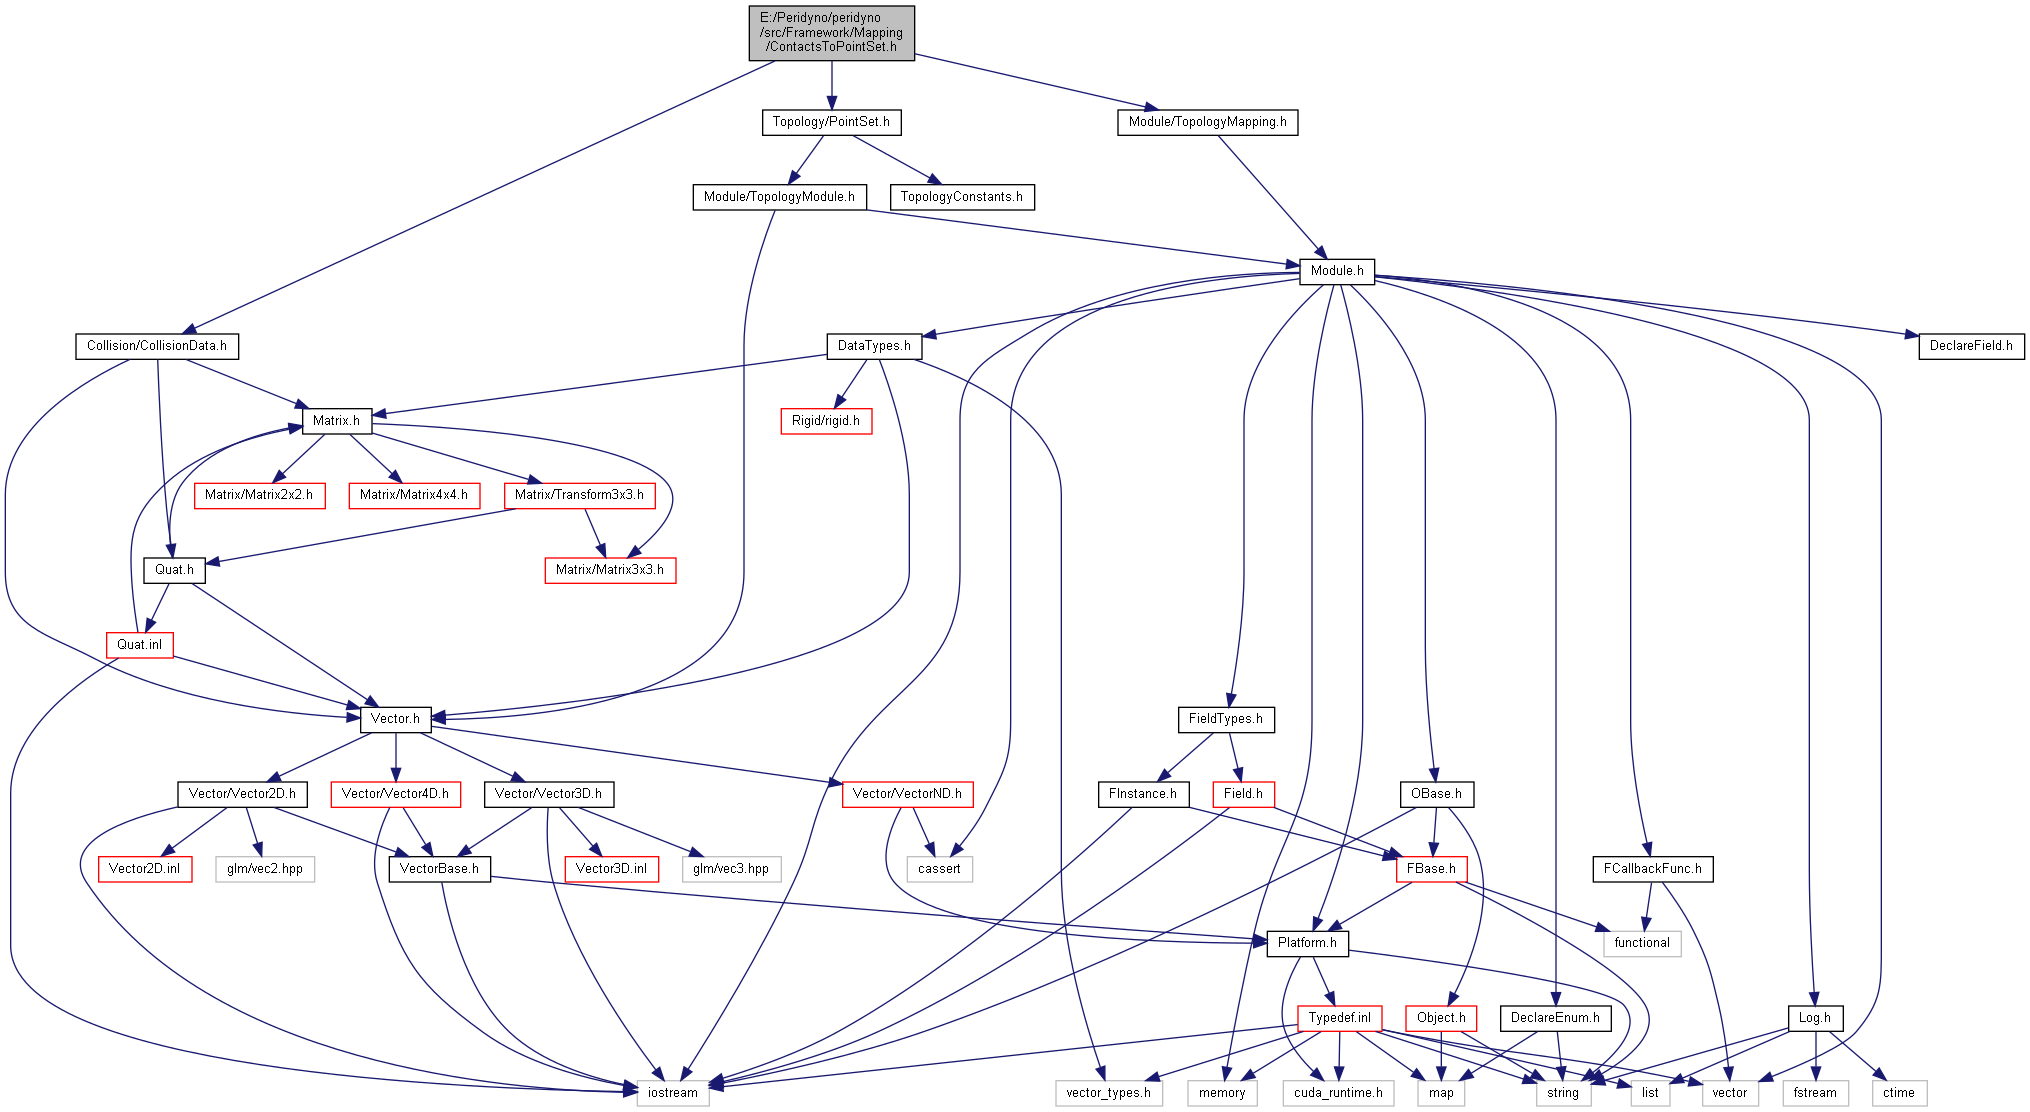 E:/Peridyno/peridyno
/src/Framework/Mapping
/ContactsToPointSet.h
Topology/PointSet.h
Module/TopologyMapping.h
Module/TopologyModule.h
TopologyConstants.h
Module.h
Collision/CollisionData.h
DataTypes.h
DeclareField.h
Matrix.h
Rigid/rigid.h
Matrix/Matrix2x2.h
Matrix/Matrix4x4.h
Matrix/Transform3x3.h
Quat.h
Matrix/Matrix3x3.h
Quat.inl
Vector.h
FieldTypes.h
Vector/Vector2D.h
Vector/Vector4D.h
Vector/Vector3D.h
Vector/VectorND.h
FInstance.h
Field.h
OBase.h
Vector2D.inl
glm/vec2.hpp
VectorBase.h
Vector3D.inl
glm/vec3.hpp
cassert
FBase.h
FCallbackFunc.h
Platform.h
functional
Typedef.inl
Object.h
DeclareEnum.h
Log.h
iostream
vector_types.h
memory
cuda_runtime.h
map
string
list
vector
fstream
ctime